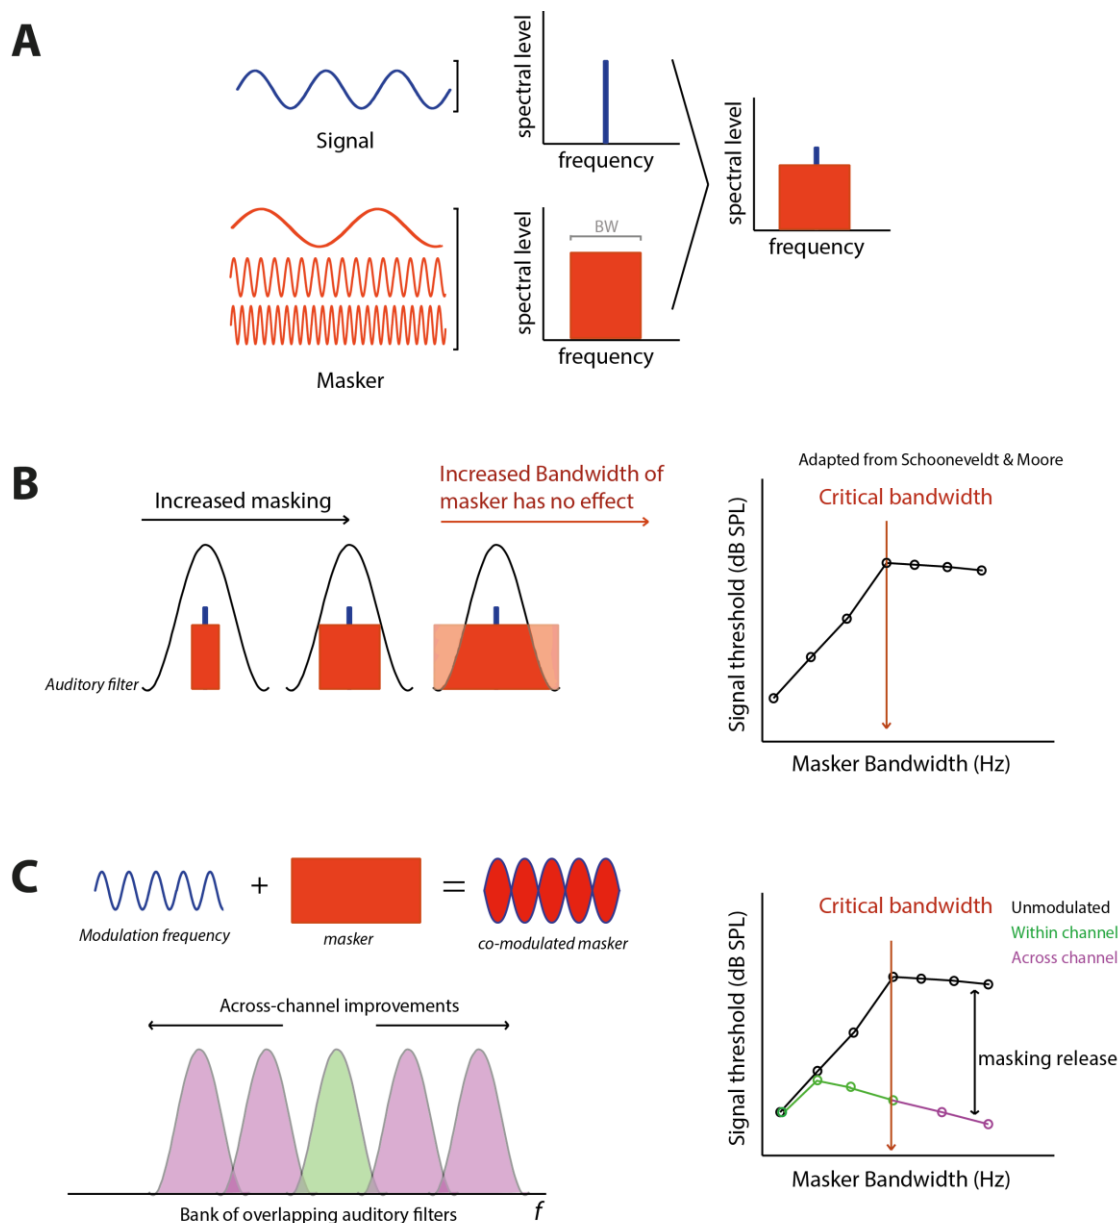 A
Signal
spectral level
frequency
Masker
BW
spectral level
frequency
spectral level
frequency
B
Increased masking
Increased Bandwidth of
masker has no effect
Auditory filter
Adapted from Schooneveldt & Moore
Critical bandwidth
Signal threshold (dB SPL)
Masker Bandwidth (Hz)
C
+
=
Modulation frequency
masker
co-modulated masker
Across-channel improvements
f
Bank of overlapping auditory filters
Critical bandwidth
Unmodulated
Within channel
Across channel
masking release
Signal threshold (dB SPL)
Masker Bandwidth (Hz)